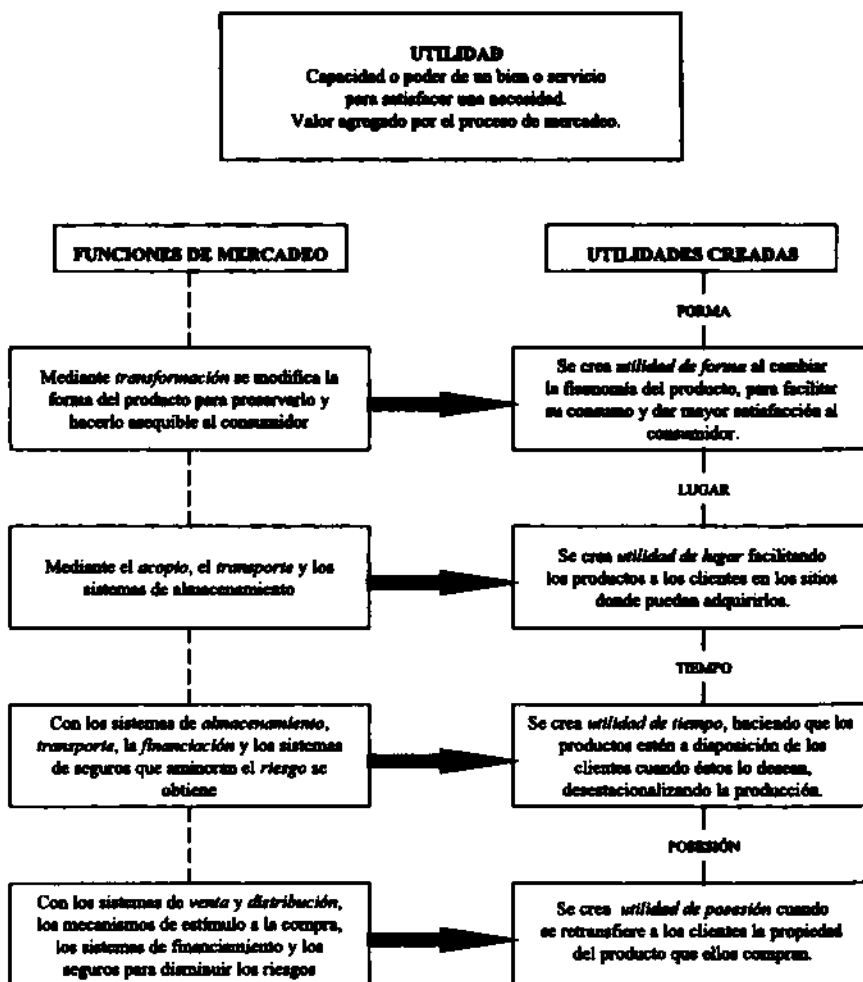 UTILIDAD
Capacidad o poder de un bien o servicio
para satisfacer una necesidad.
Valor agregado por el proceso de mercadeo.
FUNCIONES DE MERCADEO
UTILIDADES CREADAS
FORMA
Mediante transformación se modifica la
forma del producto para preservarlo y
hacerlo asequible al consumidor
Se crea utilidad de forma al cambiar
la fisonomía del producto, para facilitar
su consumo y dar mayor satisfacción al
consumidor.
LUGAR
Mediante el acopio, el transporte y los
sistemas de almacenamiento
Se crea utilidad de lugar facilitando
los productos a los clientes en los sitios
donde puedan adquirirlos.
TIEMPO
Con los sistemas de almacenamiento,
transporte, la financiación y los sistemas
de seguros que aminoran el riesgo se
obtiene
Se crea utilidad de tiempo, haciendo que los
productos estén a disposición de los
clientes cuando éstos lo desean,
desestacionalizando la producción.
POSESIÓN
Con los sistemas de venta y distribución,
los mecanismos de estímulo a la compra,
los sistemas de financiamiento y los
seguros para disminuir los riesgos
Se crea utilidad de posesión cuando
se retransfiere a los clientes la propiedad
del producto que ellos compran.